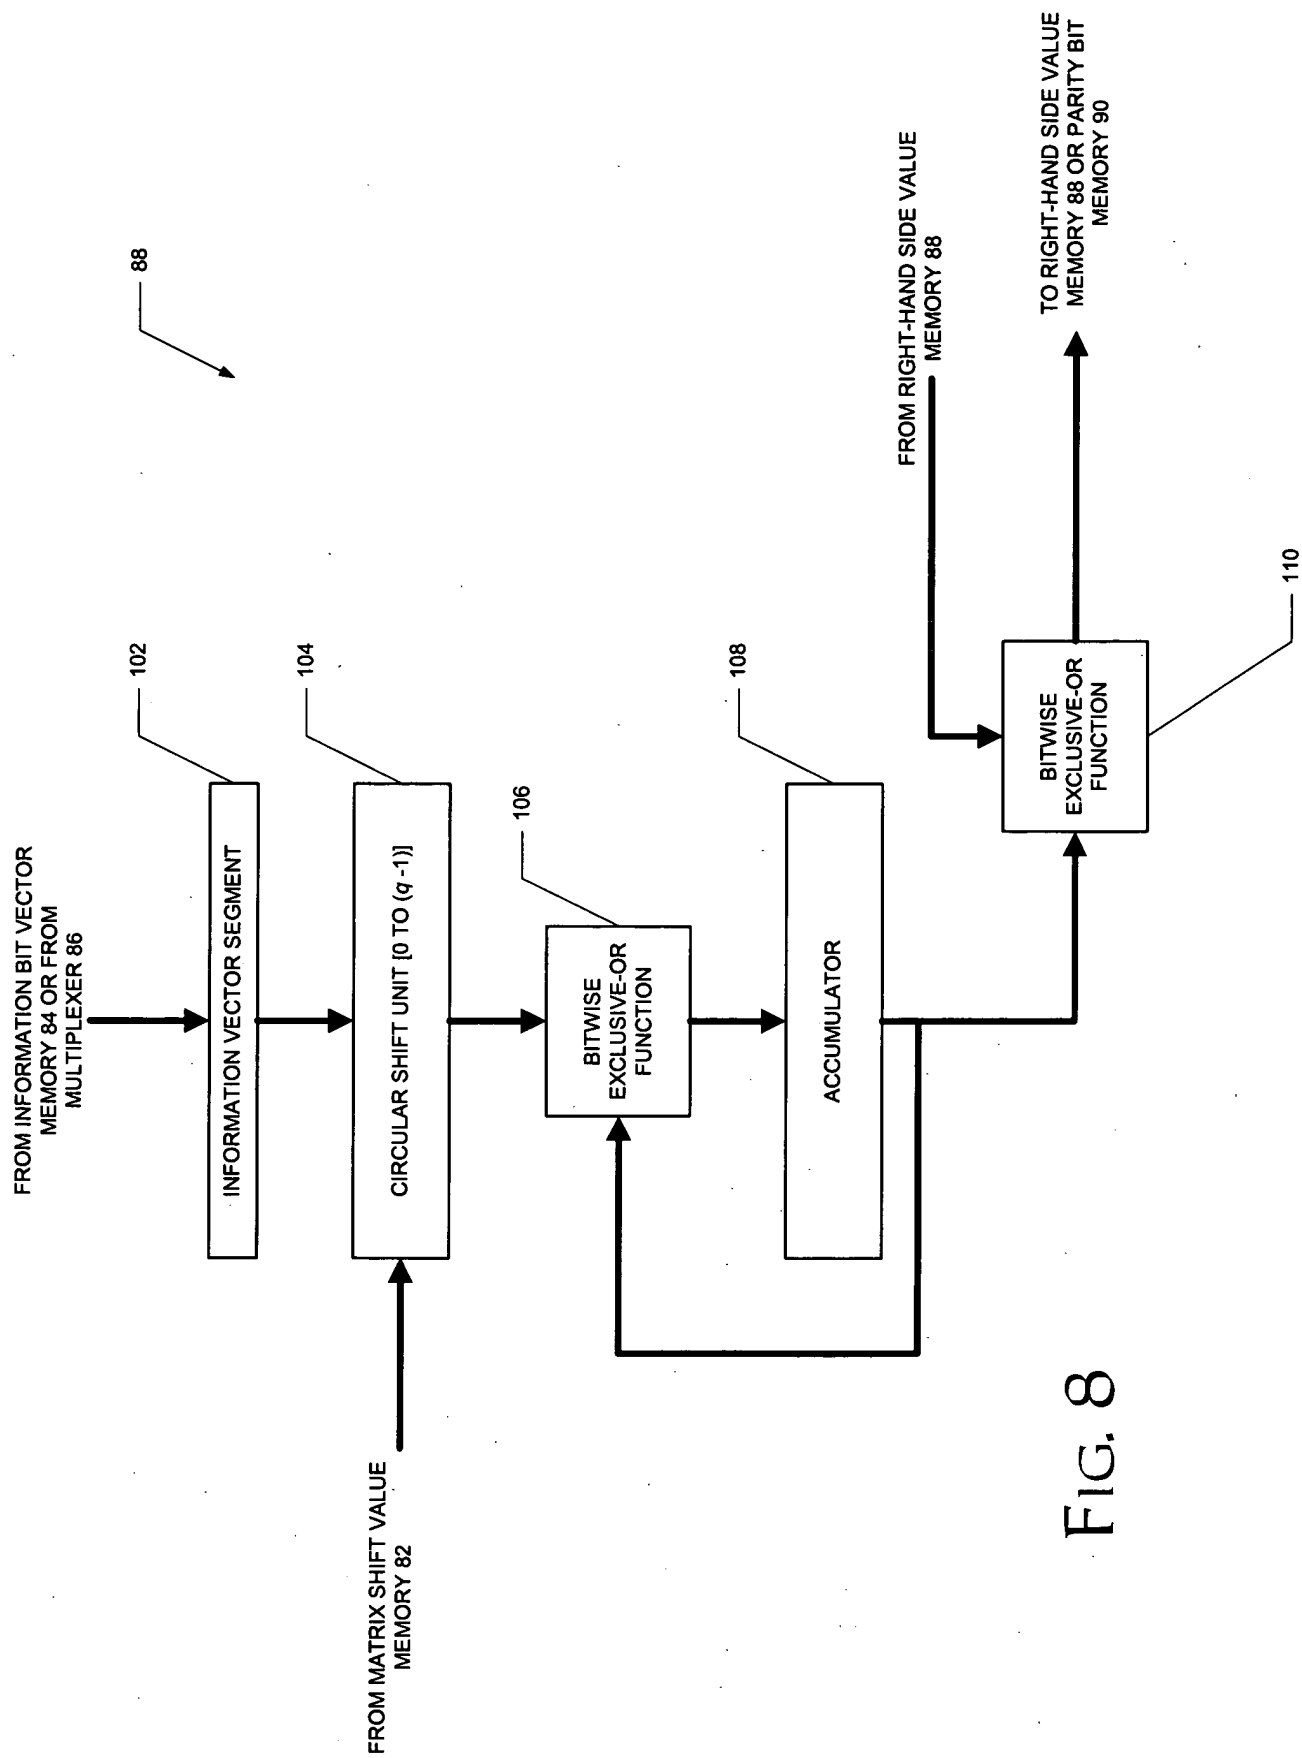 FROM INFORMATION BIT VECTOR
MEMORY 84 OR FROM
MULTIPLEXER 86
102
INFORMATION VECTOR SEGMENT
88
104
CIRCULAR SHIFT UNIT [0 TO (q -1)]
FROM MATRIX SHIFT VALUE
MEMORY 82
106
BITWISE
EXCLUSIVE-OR
FUNCTION
108
ACCUMULATOR
FROM RIGHT-HAND SIDE VALUE
MEMORY 88
BITWISE
EXCLUSIVE-OR
FUNCTION
110
TO RIGHT-HAND SIDE VALUE
MEMORY 88 OR PARITY BIT
MEMORY 90
FIG. 8